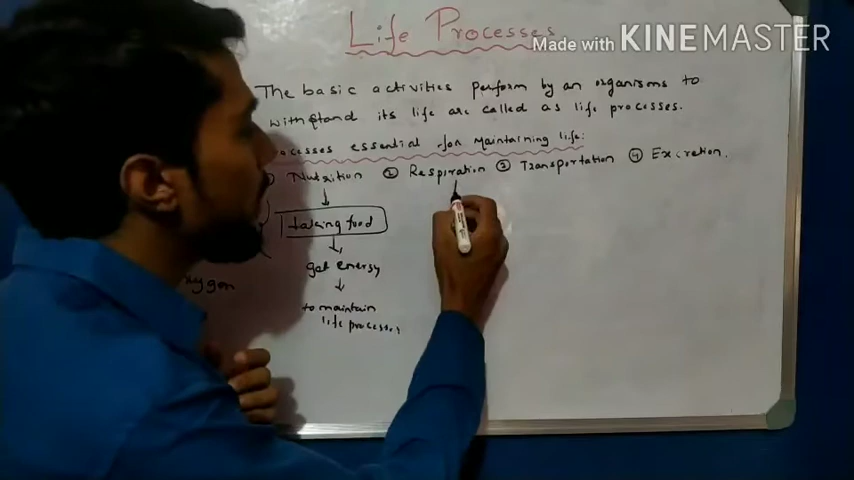 Life Processes
Made with KINEMASTER
The basic activities perform by an organisms to
withstand its life are called as life processes.
essential for Maintaining life:
Nutrition ② Respiration ③ Transportation ④ Excretion.
taking food
get energy
to maintain
life processes